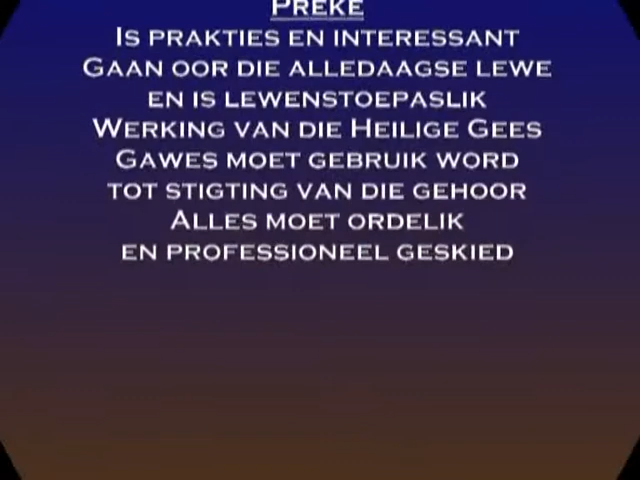 PREKE
IS PRAKTIES EN INTERESSANT
GAAN OOR DIE ALLEDAAGSE LEWE
EN IS LEWENSTOEPASLIK
WERKING VAN DIE HEILIGE GEES
GAWES MOET GEBRUIK WORD
TOT STIGTING VAN DIE GEHOOR
ALLES MOET ORDELIK
EN PROFESSIONEEL GESKIED